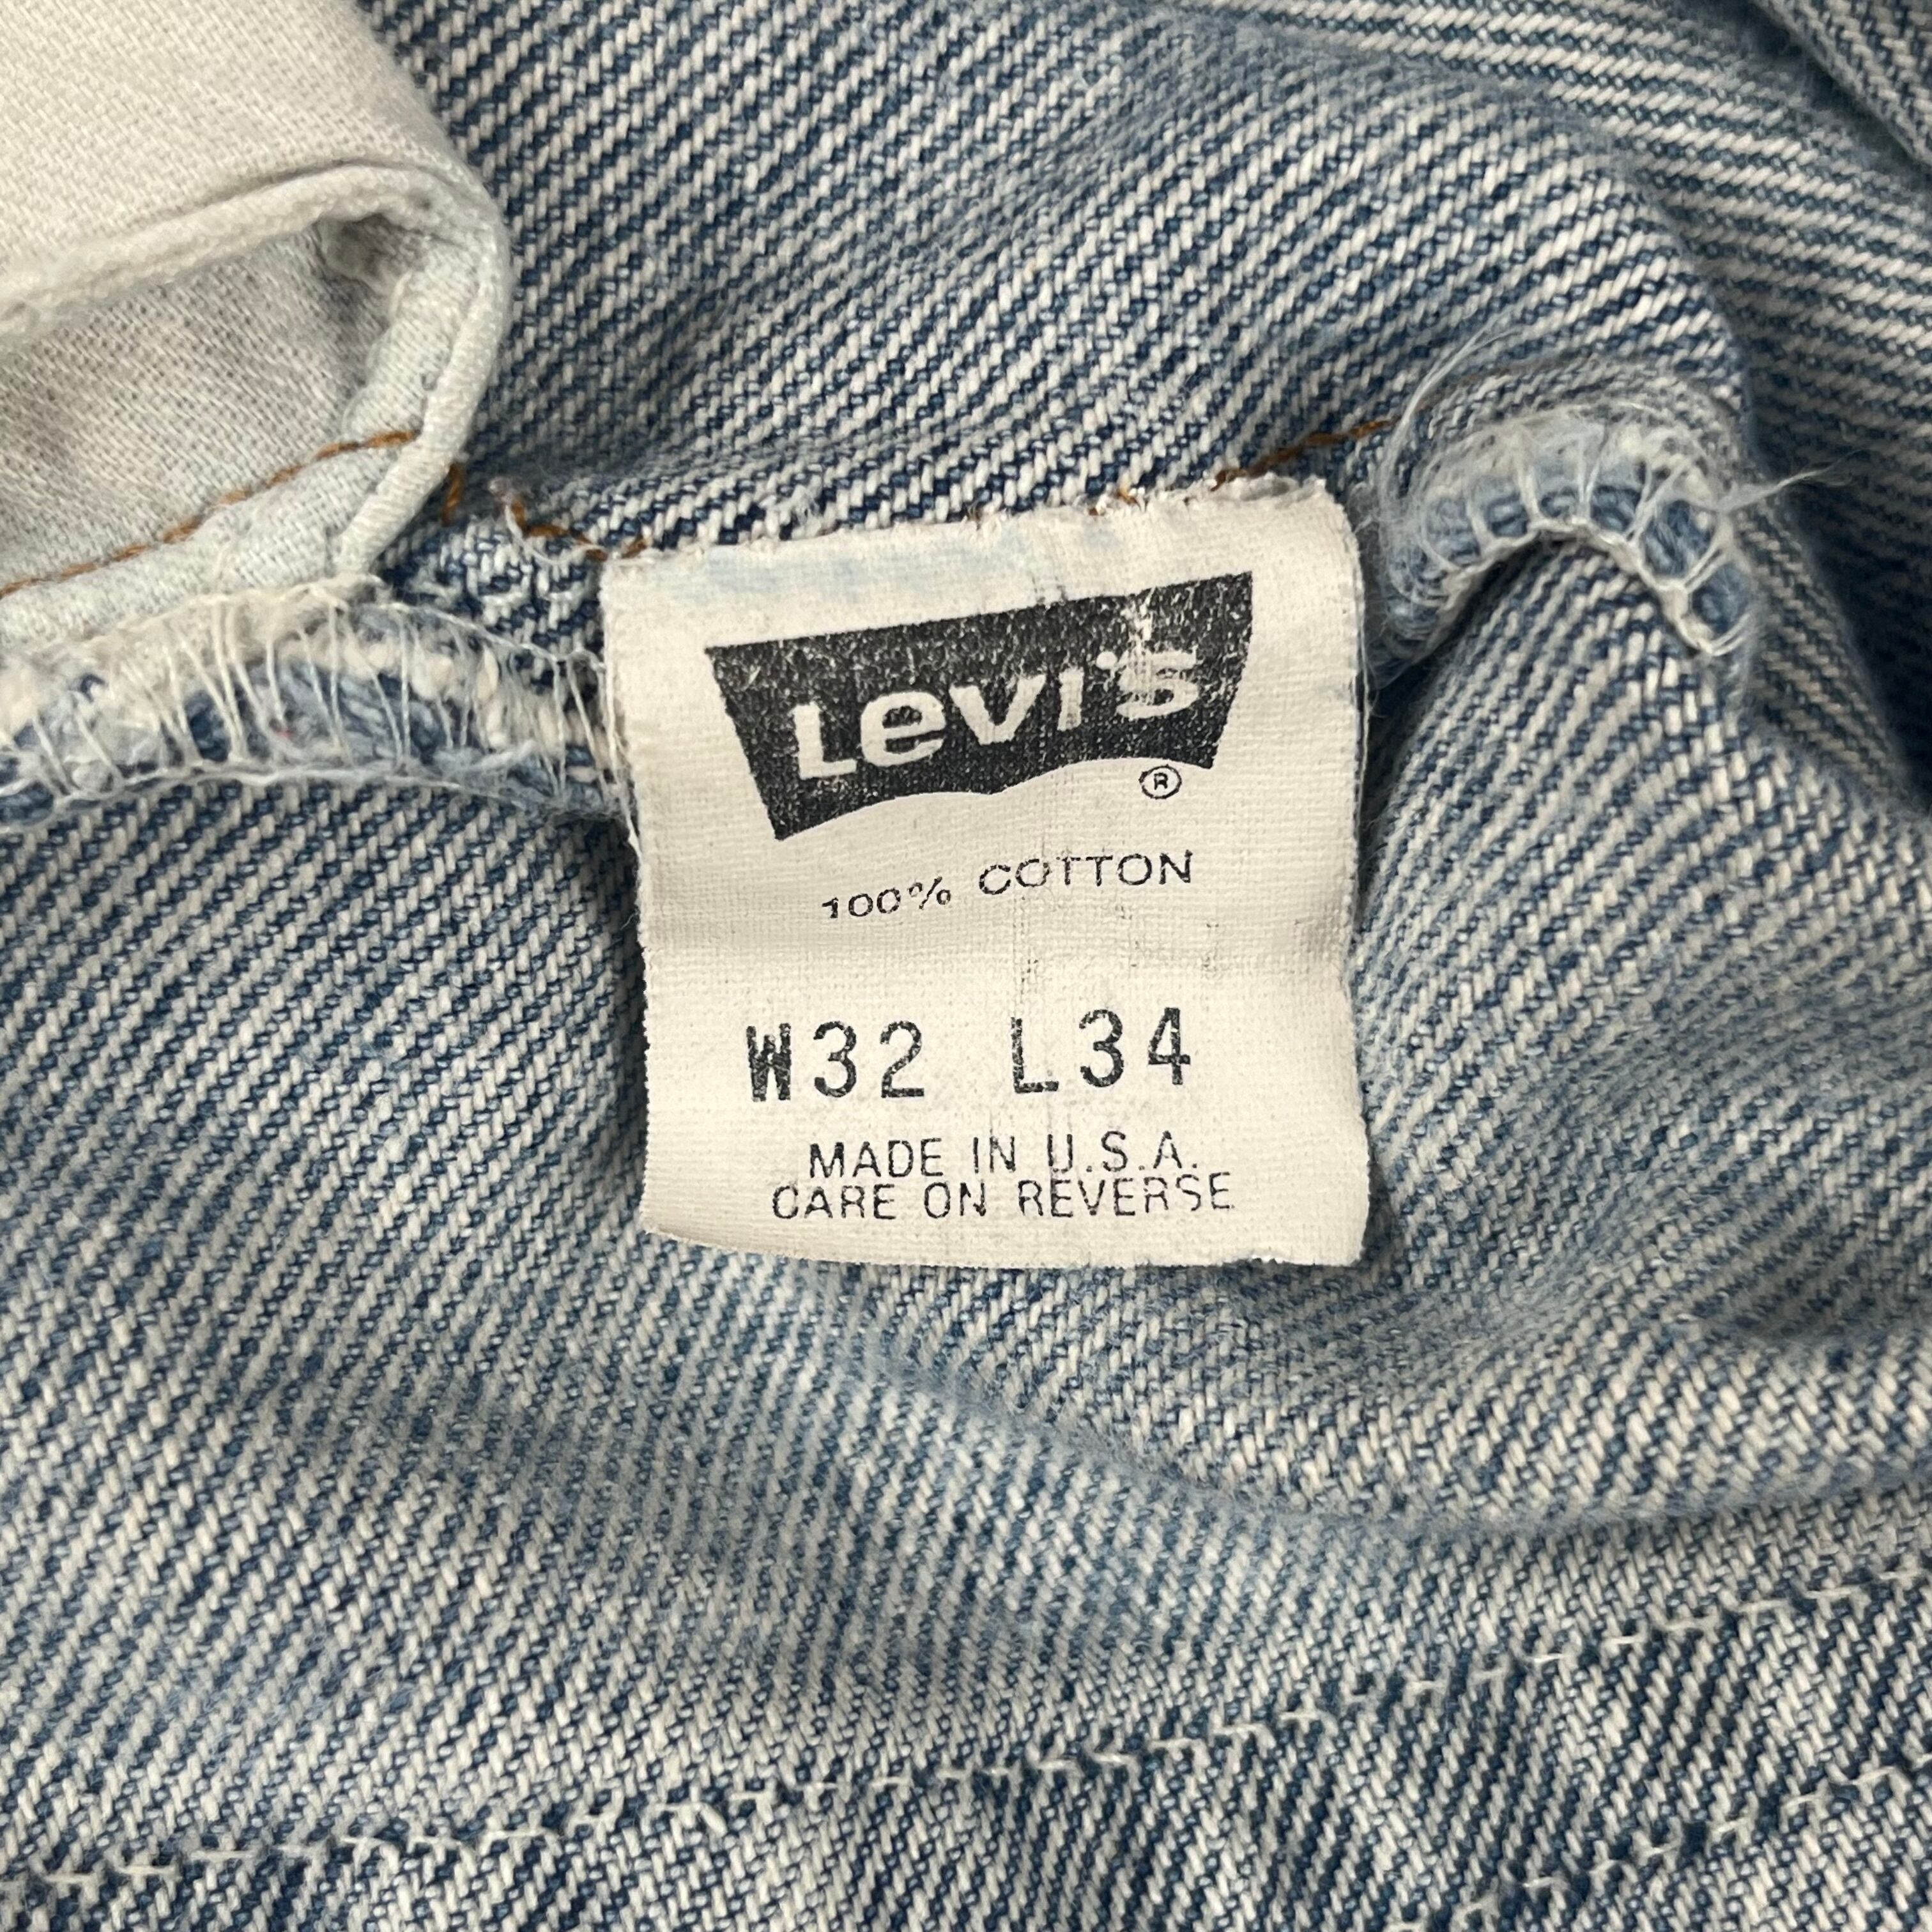 Levi's
®
100% COTTON
W32 L34
MADE IN U.S.A.
CARE ON REVERSE